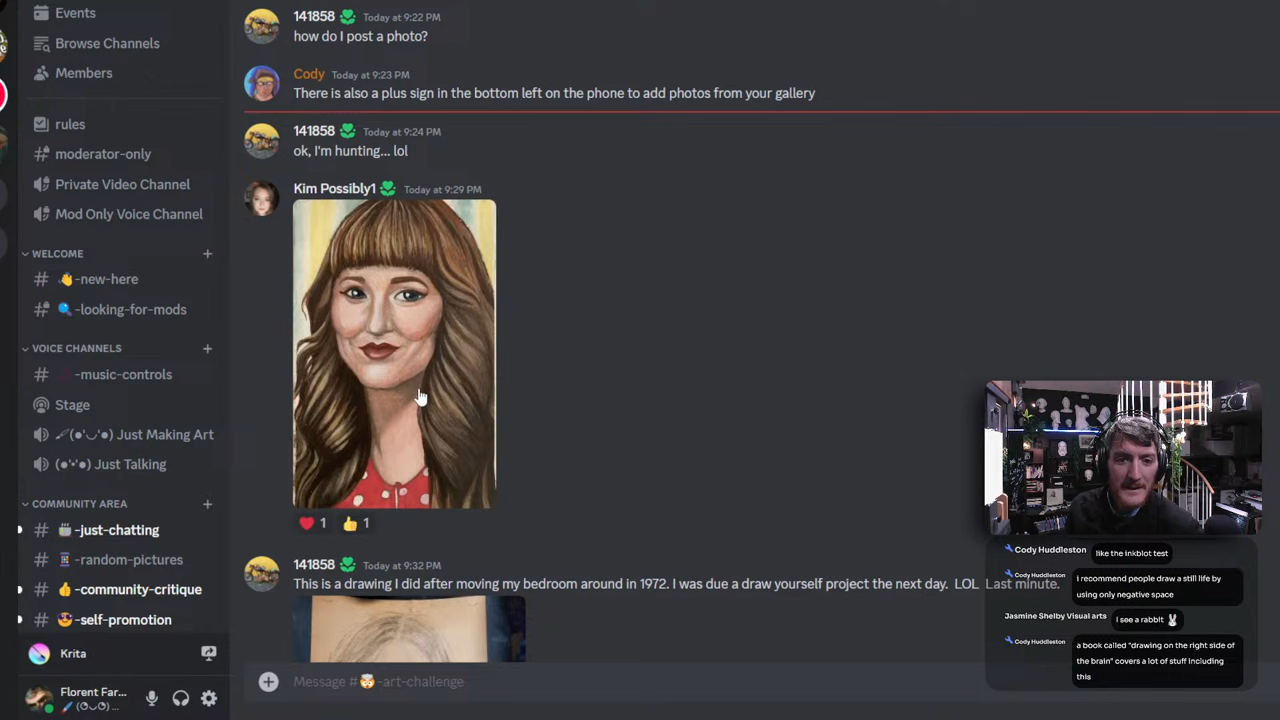 Events
Browse Channels
Members
rules
moderator-only
Private Video Channel
Mod Only Voice Channel
WELCOME
-new-here
-looking-for-mods
VOICE CHANNELS
-music-controls
Stage
🖌(●'◡'●) Just Making Art
Just Talking
COMMUNITY AREA
-just-chatting
-random-pictures
-community-critique
-self-promotion
Krita
Florent Far...
141858 Today at 9:22 PM
how do I post a photo?
Cody Today at 9:23 PM
There is also a plus sign in the bottom left on the phone to add photos from your gallery
141858 Today at 9:24 PM
ok, I'm hunting... lol
Kim Possibly1 Today at 9:29 PM
1 1
141858 Today at 9:32 PM
This is a drawing I did after moving my bedroom around in 1972. I was due a draw yourself project the next day. LOL Last minute.
Message # -art-challenge
Cody Huddleston like the inkblot test
Cody Huddleston i recommend people draw a still life by
using only negative space
Jasmine Shelby Visual arts I see a rabbit
Cody Huddleston a book called "drawing on the right side of
the brain" covers a lot of stuff including
this